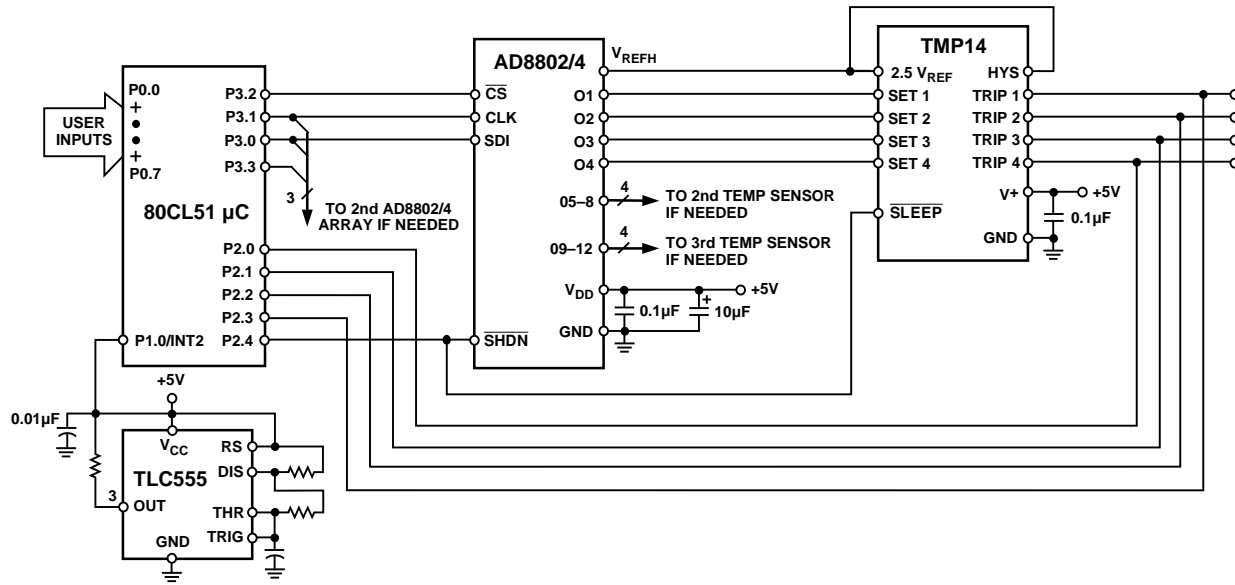 USER
INPUTS
P0.0
P0.7
P3.2
P3.1
P3.0
P3.3
3
TO 2nd AD8802/4
ARRAY IF NEEDED
80CL51 µC
P2.0
P2.1
P2.2
P2.3
P2.4
P1.0/INT2
AD8802/4
CS
CLK
SDI
SHDN
VREFH
O1
O2
O3
O4
05–8
4
TO 2nd TEMP SENSOR
IF NEEDED
09–12
4
TO 3rd TEMP SENSOR
IF NEEDED
VDD
+5V
0.1µF
+
10µF
GND
TMP14
2.5 VREF
SET 1
SET 2
SET 3
SET 4
SLEEP
HYS
TRIP 1
TRIP 2
TRIP 3
TRIP 4
V+
+5V
0.1µF
GND
+5V
0.01µF
VCC
RS
DIS
TLC555
3
OUT
THR
TRIG
GND